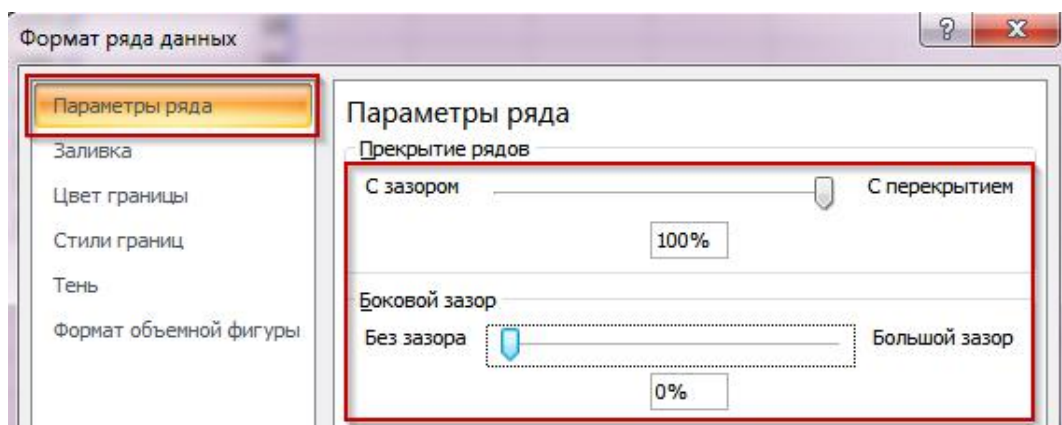 Формат ряда данных
Параметры ряда
Заливка
Цвет границы
Стили границ
Тень
Формат объемной фигуры
Параметры ряда
Прекрытие рядов
С зазором
С перекрытием
100%
Боковой зазор
Без зазора
Большой зазор
0%